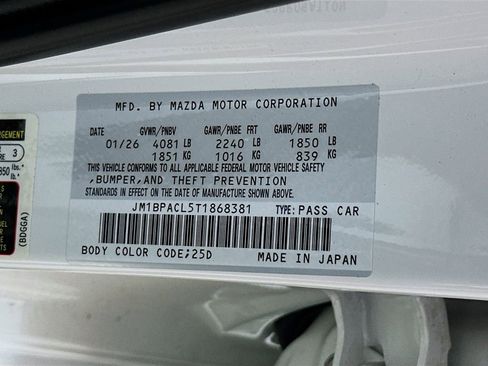 MFD. BY MAZDA MOTOR CORPORATION
DATE GVWR/PNBV GAWR/PNBE FRT GAWR/PNBE RR
01/26 4081 LB 2240 LB 1850 LB
1851 KG 1016 KG 839 KG
THIS VEHICLE CONFORMS TO ALL APPLICABLE FEDERAL MOTOR VEHICLE SAFETY
,BUMPER,AND THEFT PREVENTION
STANDARDS IN EFFECT ON THE DATE OF MANUFACTURE SHOWN ABOVE.
JM1BPACL5T1868381 TYPE: PASS CAR
BODY COLOR CODE;25D MADE IN JAPAN
3
lbs.
(BDGGA)